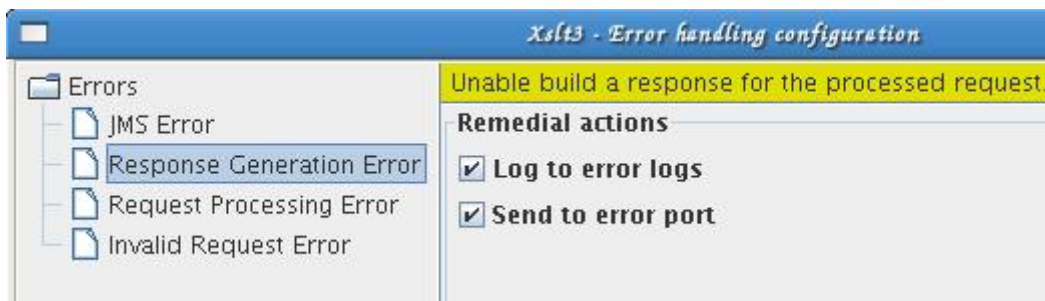 Xslt3 - Error handling configuration
Errors
JMS Error
Response Generation Error
Request Processing Error
Invalid Request Error
Unable build a response for the processed request.
Remedial actions
Log to error logs
Send to error port